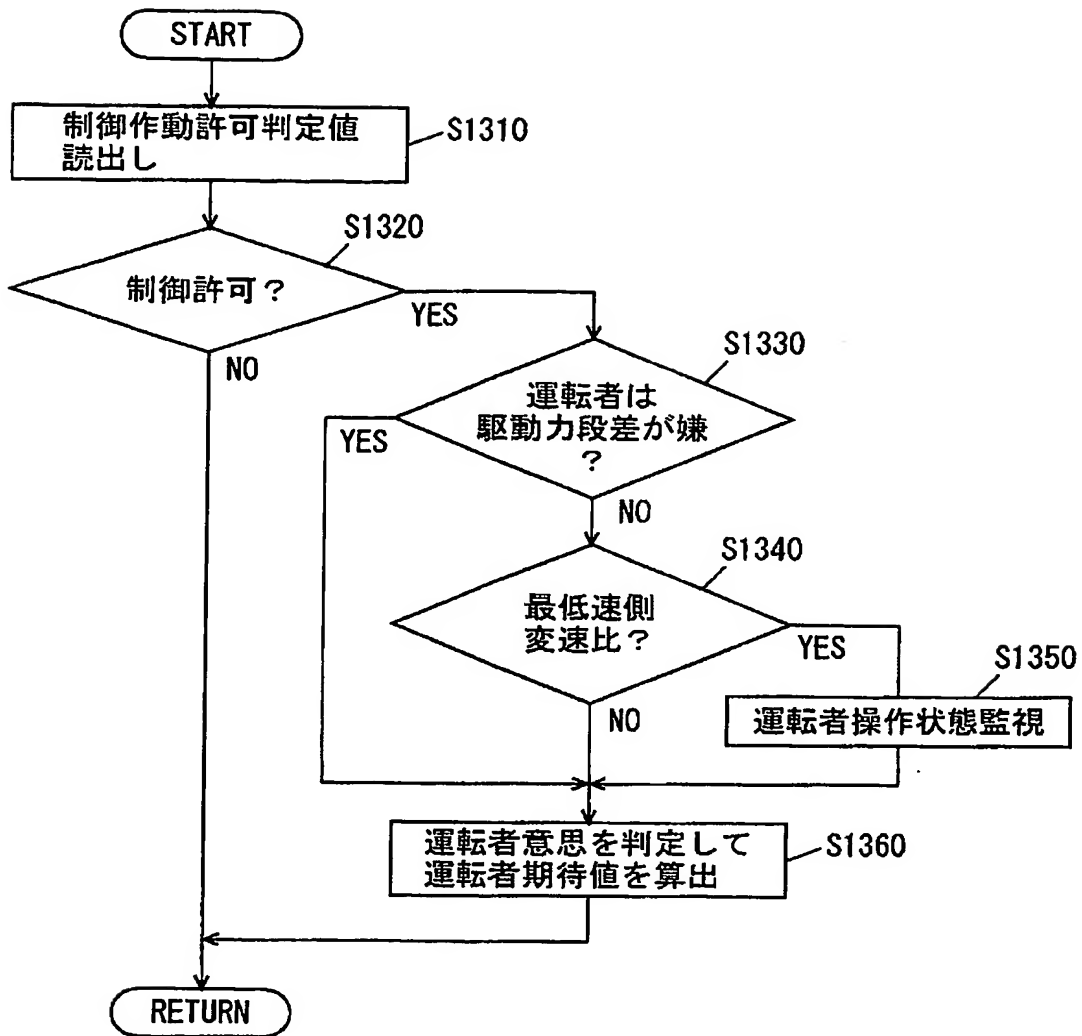 START
制御作動許可判定値
読出し
S1310
S1320
制御許可?
YES
NO
S1330
運転者は
駆動力段差が嫌
?
YES
NO
S1340
最低速側
変速比?
YES
NO
S1350
運転者操作状態監視
運転者意思を判定して
運転者期待値を算出
S1360
RETURN